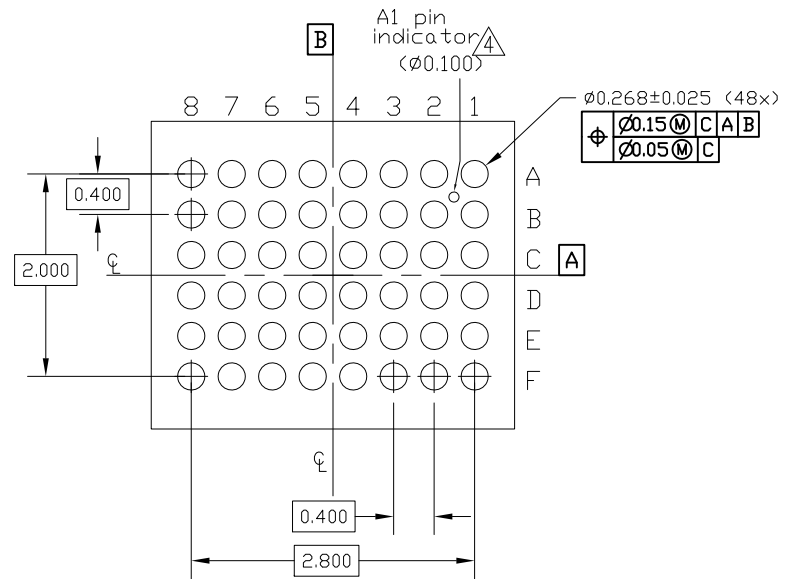 A1 pin
indicator 4
(Ø0.100)
B
Ø0.268±0.025 (48x)
⌖ Ø0.15 Ⓜ C A B
Ø0.05 Ⓜ C
8 7 6 5 4 3 2 1
A
0.400
B
C
A
2.000
℄
D
E
F
℄
0.400
2.800